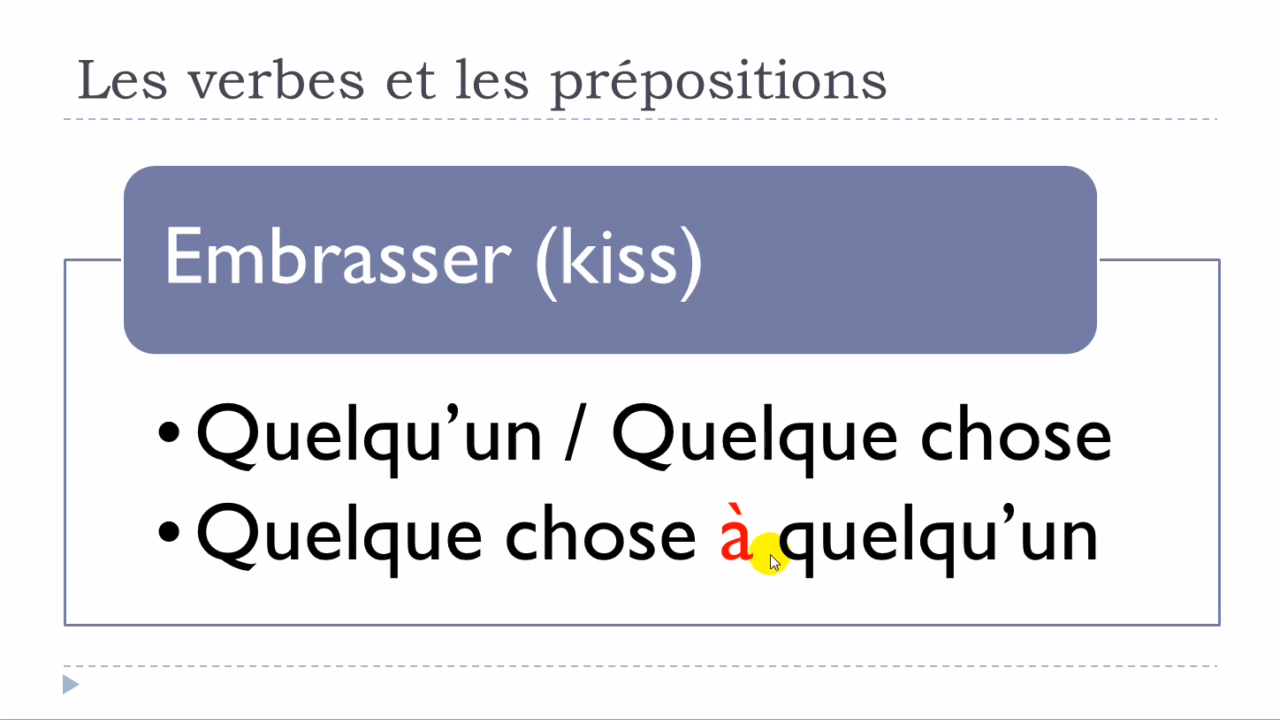 Les verbes et les prépositions
Embrasser (kiss)
• Quelqu’un / Quelque chose
• Quelque chose à quelqu’un